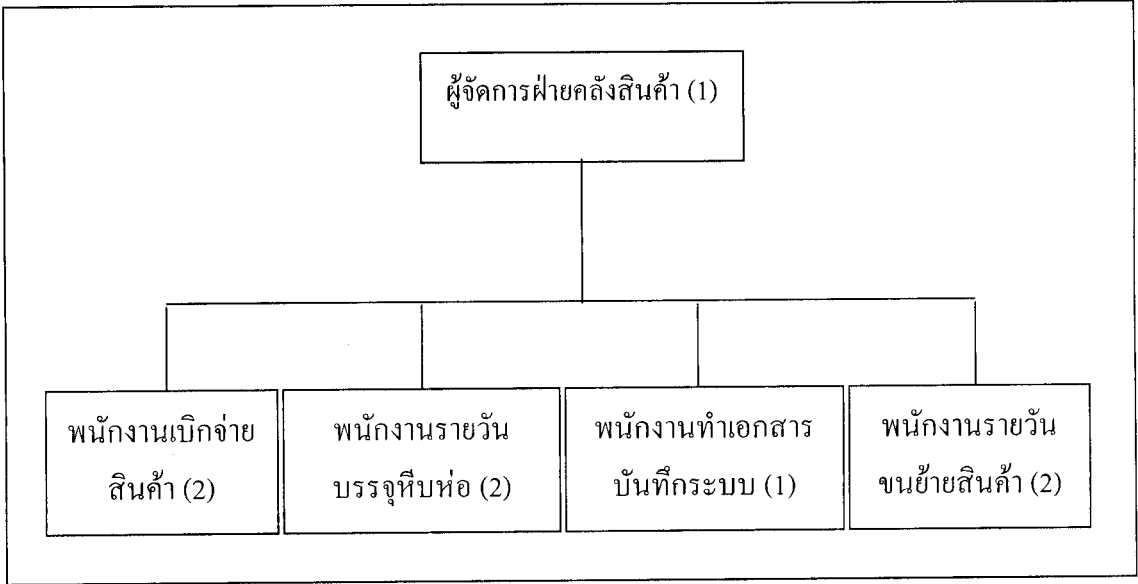 ผู้จัดการฝ่ายคลังสินค้า (1)
พนักงานเบิกจ่าย
สินค้า (2)
พนักงานรายวัน
บรรจุหีบห่อ (2)
พนักงานทำเอกสาร
บันทึกระบบ (1)
พนักงานรายวัน
ขนย้ายสินค้า (2)